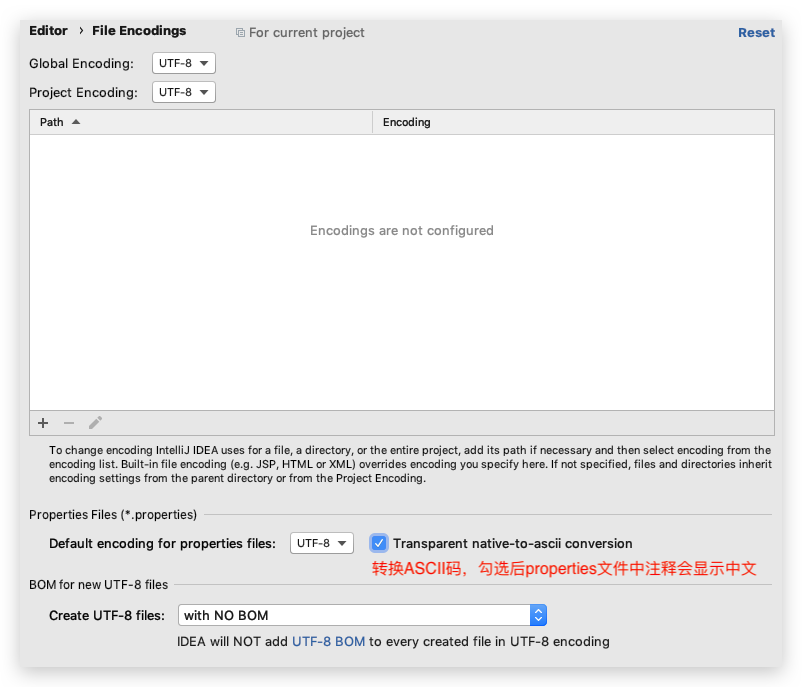 Editor › File Encodings For current project Reset
Global Encoding: UTF-8
Project Encoding: UTF-8
Path Encoding
Encodings are not configured
To change encoding IntelliJ IDEA uses for a file, a directory, or the entire project, add its path if necessary and then select encoding from the
encoding list. Built-in file encoding (e.g. JSP, HTML or XML) overrides encoding you specify here. If not specified, files and directories inherit
encoding settings from the parent directory or from the Project Encoding.
Properties Files (*.properties)
Default encoding for properties files: UTF-8 Transparent native-to-ascii conversion
转换ASCII码，勾选后properties文件中注释会显示中文
BOM for new UTF-8 files
Create UTF-8 files: with NO BOM
IDEA will NOT add UTF-8 BOM to every created file in UTF-8 encoding